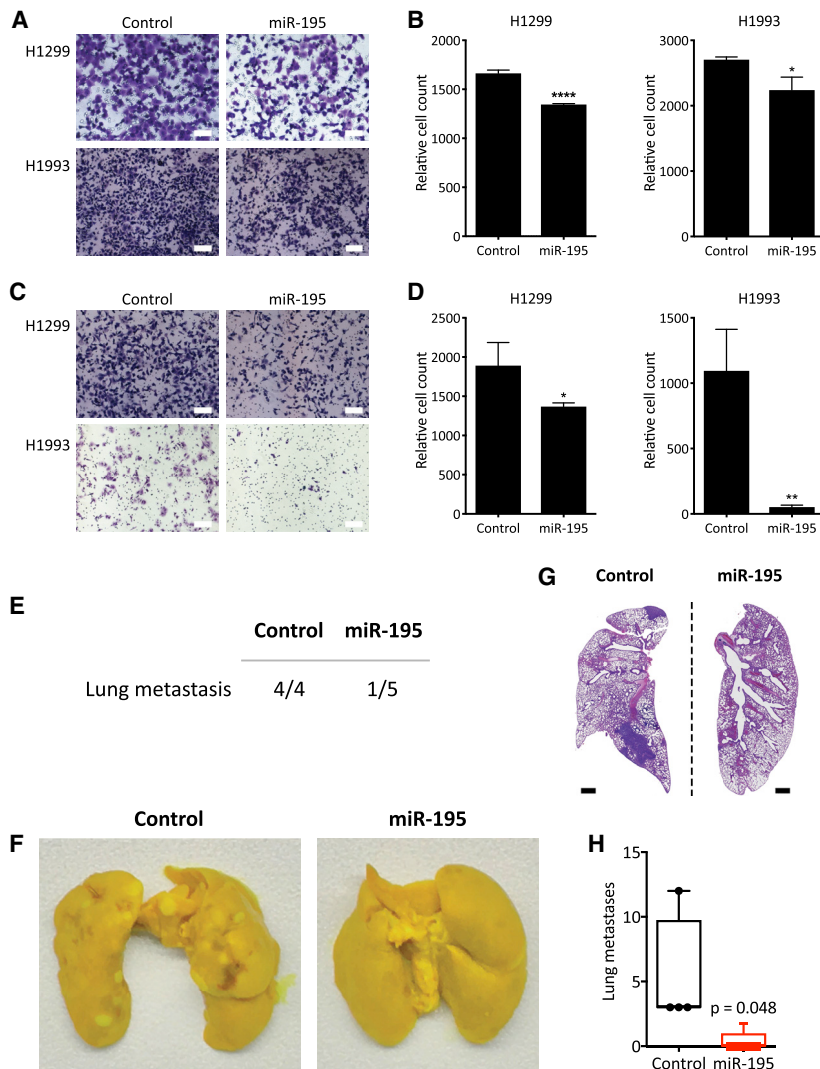 A
Control miR-195
H1299
H1993
B
H1299
Relative cell count
2000
1500
1000
500
0
Control miR-195
****
H1993
Relative cell count
3000
2000
1000
0
Control miR-195
*
C
Control miR-195
H1299
H1993
D
H1299
Relative cell count
2500
2000
1500
1000
500
0
Control miR-195
*
H1993
Relative cell count
1500
1000
500
0
Control miR-195
**
E
Control miR-195
Lung metastasis 4/4 1/5
F
Control miR-195
G
Control miR-195
H
Lung metastases
15
10
5
0
p = 0.048
Control miR-195